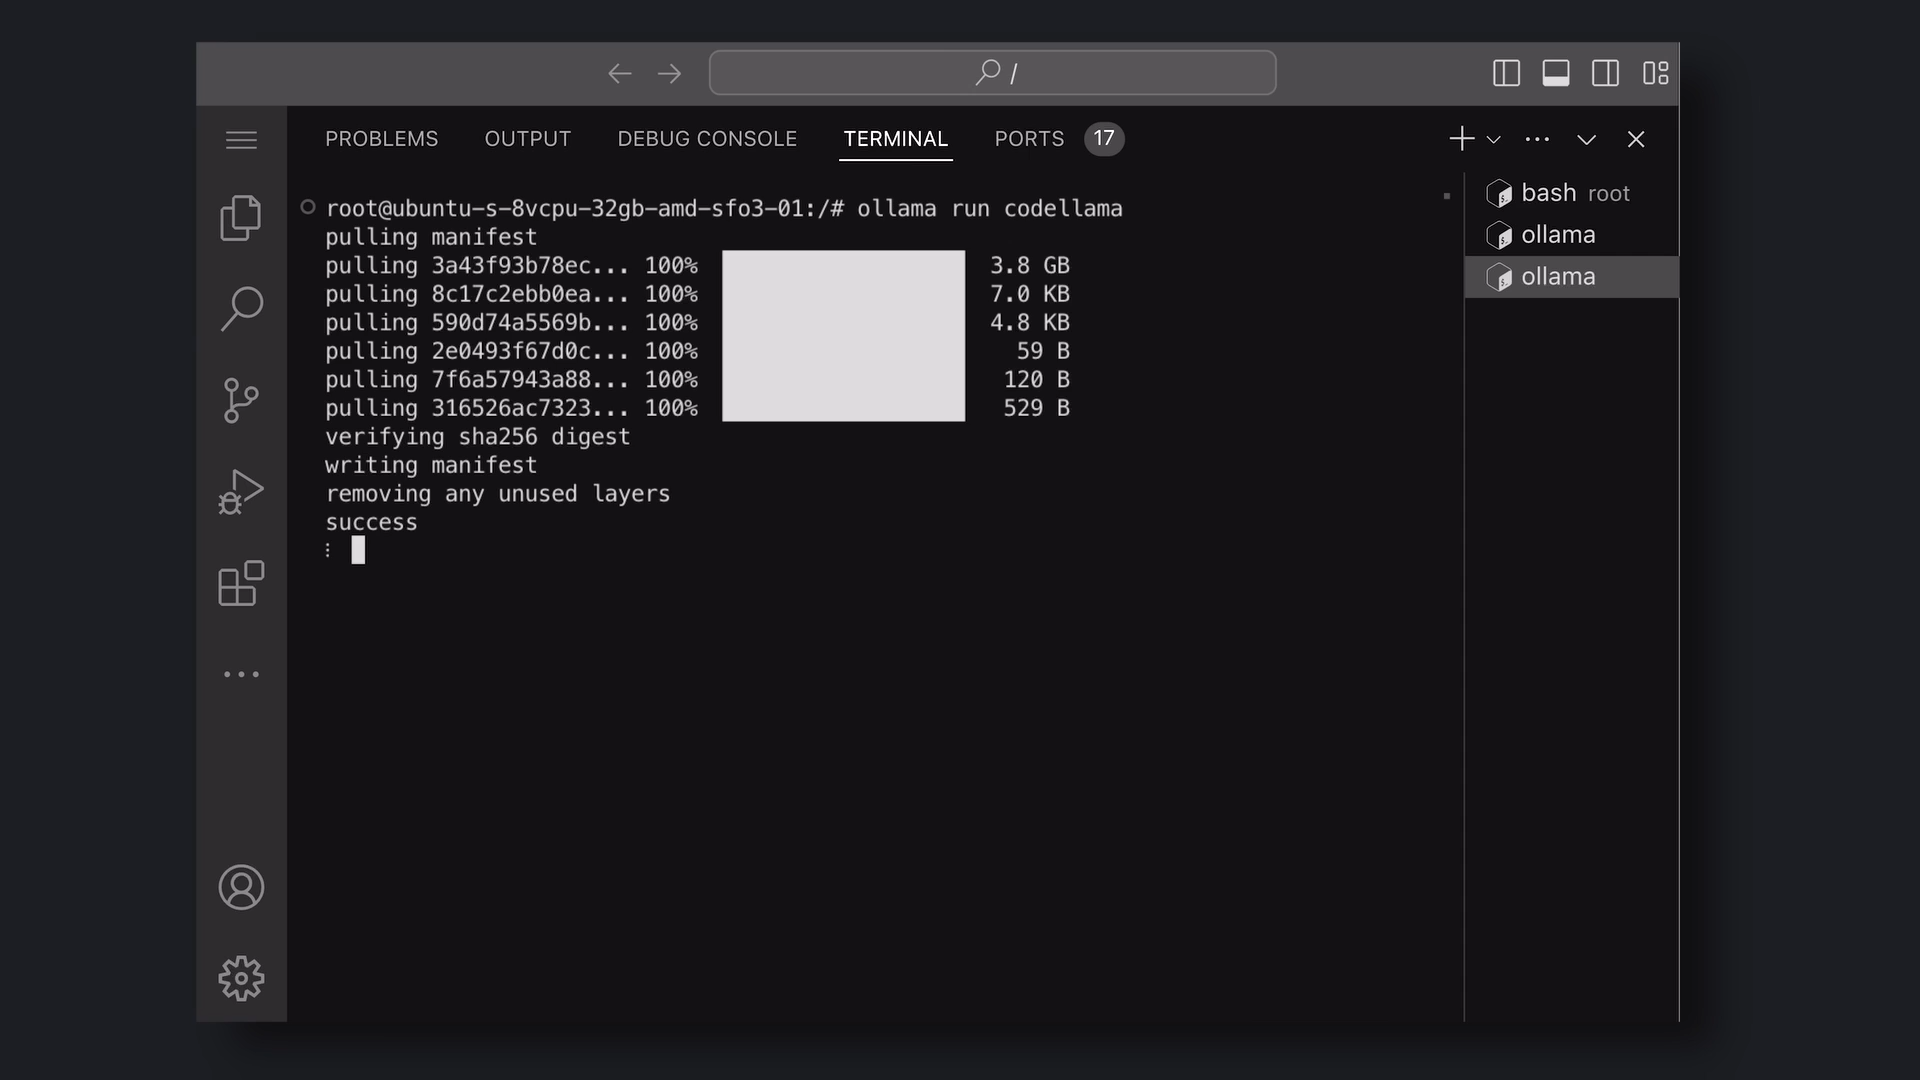 /
PROBLEMS OUTPUT DEBUG CONSOLE TERMINAL PORTS 17
root@ubuntu-s-8vcpu-32gb-amd-sfo3-01:/# ollama run codellama
pulling manifest
pulling 3a43f93b78ec... 100% 3.8 GB
pulling 8c17c2ebb0ea... 100% 7.0 KB
pulling 590d74a5569b... 100% 4.8 KB
pulling 2e0493f67d0c... 100% 59 B
pulling 7f6a57943a88... 100% 120 B
pulling 316526ac7323... 100% 529 B
verifying sha256 digest
writing manifest
removing any unused layers
success
bash root
ollama
ollama